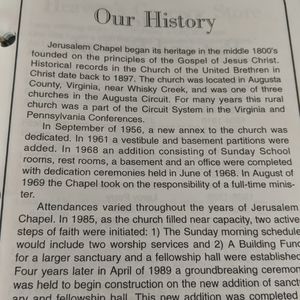 Our History
Jerusalem Chapel began its heritage in the middle 1800's
founded on the principles of the Gospel of Jesus Christ.
Historical records in the Church of the United Brethren in
Christ date back to 1897. The church was located in Augusta
County, Virginia, near Whisky Creek, and was one of three
churches in the Augusta Circuit. For many years this rural
church was a part of the Circuit System in the Virginia and
Pennsylvania Conferences.
In September of 1956, a new annex to the church was
dedicated. In 1961 a vestibule and basement partitions were
added. In 1968 an addition consisting of Sunday School
rooms, rest rooms, a basement and an office were completed
with dedication ceremonies held in June of 1968. In August of
1969 the Chapel took on the responsibility of a full-time minis-
ter.
Attendances varied throughout the years of Jerusalem
Chapel. In 1985, as the church filled near capacity, two active
steps of faith were initiated: 1) The Sunday morning schedule
would include two worship services and 2) A Building Fund
for a larger sanctuary and a fellowship hall were established
Four years later in April of 1989 a groundbreaking ceremon
was held to begin construction on the new addition of sanct
ary and fellowship hall. This new addition was completed